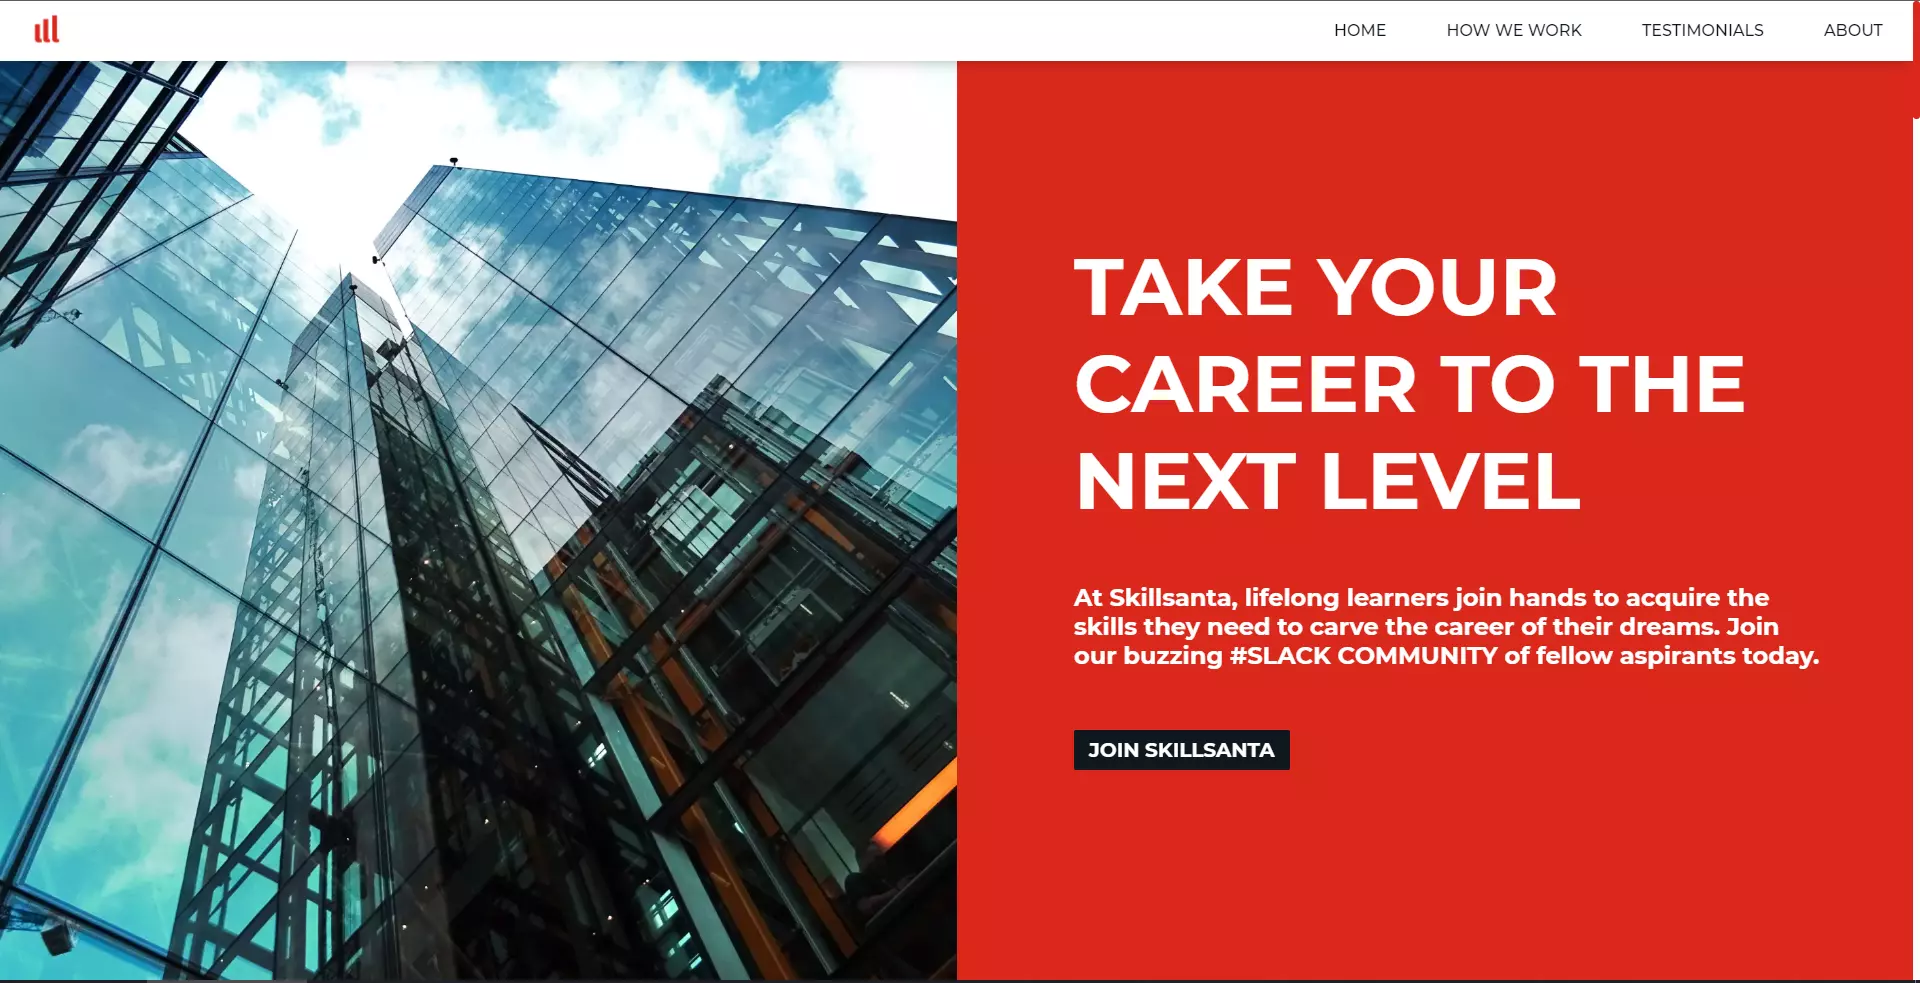 HOME HOW WE WORK TESTIMONIALS ABOUT
TAKE YOUR
CAREER TO THE
NEXT LEVEL
At Skillsanta, lifelong learners join hands to acquire the
skills they need to carve the career of their dreams. Join
our buzzing #SLACK COMMUNITY of fellow aspirants today.
JOIN SKILLSANTA